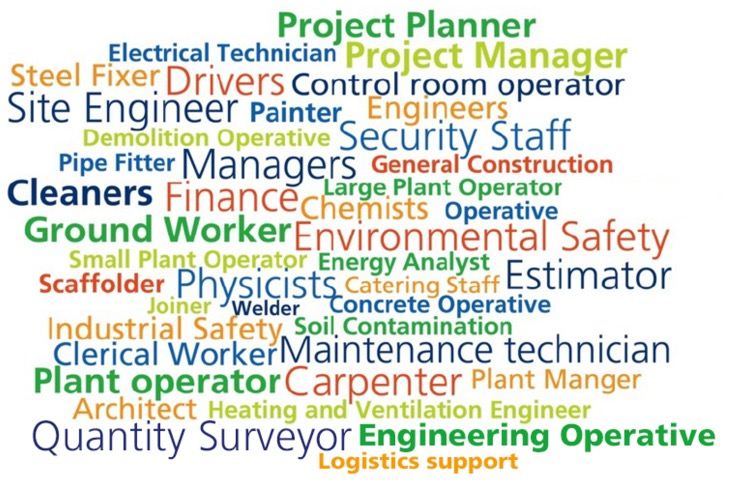 Project Planner
Electrical Technician Project Manager
Steel Fixer Drivers Control room operator
Site Engineer Painter Engineers
Demolition Operative Security Staff
Pipe Fitter Managers General Construction
Cleaners Finance Large Plant Operator
Chemists Operative
Ground Worker Environmental Safety
Small Plant Operator Energy Analyst
Scaffolder Physicists Catering Staff Estimator
Joiner Welder Concrete Operative
Industrial Safety Soil Contamination
Clerical Worker Maintenance technician
Plant operator Carpenter Plant Manger
Architect Heating and Ventilation Engineer
Quantity Surveyor Engineering Operative
Logistics support